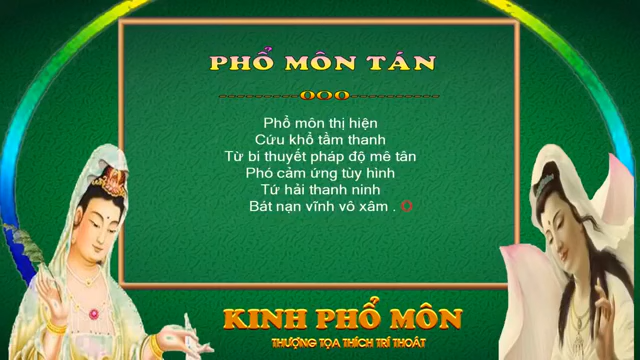 PHỔ MÔN TÁN
OOO
Phổ môn thị hiện
Cứu khổ tầm thanh
Từ bi thuyết pháp độ mê tân
Phó cảm ứng tùy hình
Tứ hải thanh ninh
Bát nạn vĩnh vô xâm . O
KINH PHỔ MÔN
THƯỢNG TỌA THÍCH TRÍ THOÁT